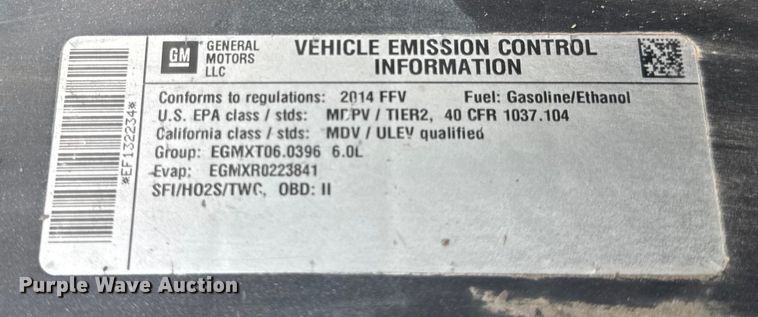 GM
GENERAL
MOTORS
LLC
VEHICLE EMISSION CONTROL
INFORMATION
Conforms to regulations: 2014 FFV Fuel: Gasoline/Ethanol
U.S. EPA class / stds: MDPV / TIER2, 40 CFR 1037.104
California class / stds: MDV / ULEV qualified
Group: EGMXT06.0396 6.0L
Evap: EGMXR0223841
SFI/HO2S/TWC, OBD: II
*EF132234*
Purple Wave Auction